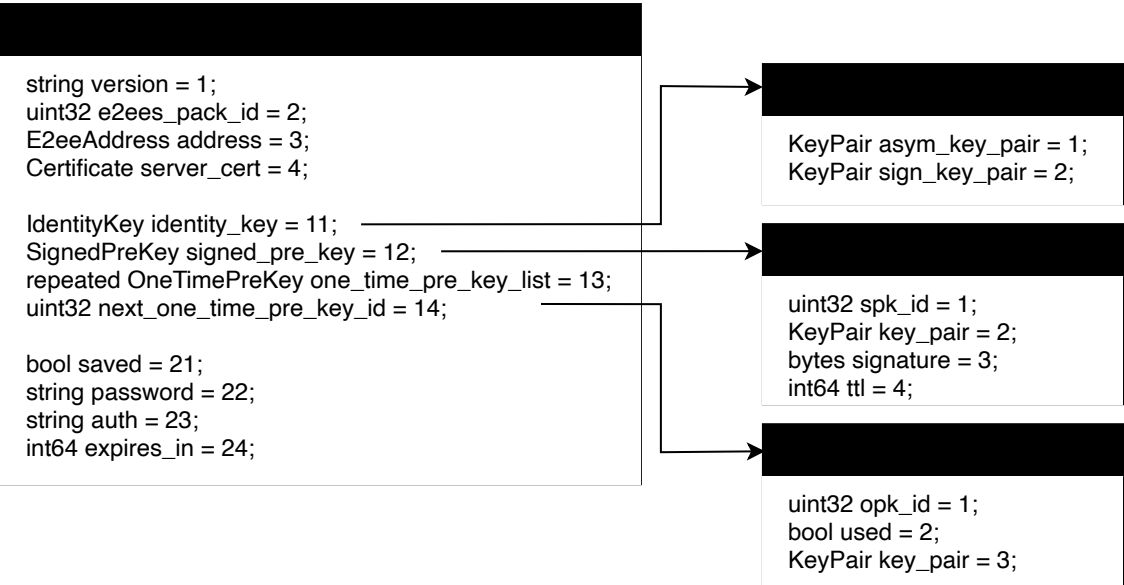 string version = 1;
uint32 e2ees_pack_id = 2;
E2eeAddress address = 3;
Certificate server_cert = 4;
IdentityKey identity_key = 11;
SignedPreKey signed_pre_key = 12;
repeated OneTimePreKey one_time_pre_key_list = 13;
uint32 next_one_time_pre_key_id = 14;
bool saved = 21;
string password = 22;
string auth = 23;
int64 expires_in = 24;
KeyPair asym_key_pair = 1;
KeyPair sign_key_pair = 2;
uint32 spk_id = 1;
KeyPair key_pair = 2;
bytes signature = 3;
int64 ttl = 4;
uint32 opk_id = 1;
bool used = 2;
KeyPair key_pair = 3;